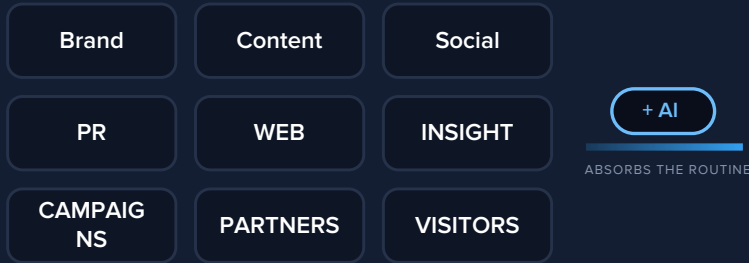 Brand
Content
Social
PR
WEB
INSIGHT
+ AI
ABSORBS THE ROUTINE
CAMPAIG
NS
PARTNERS
VISITORS